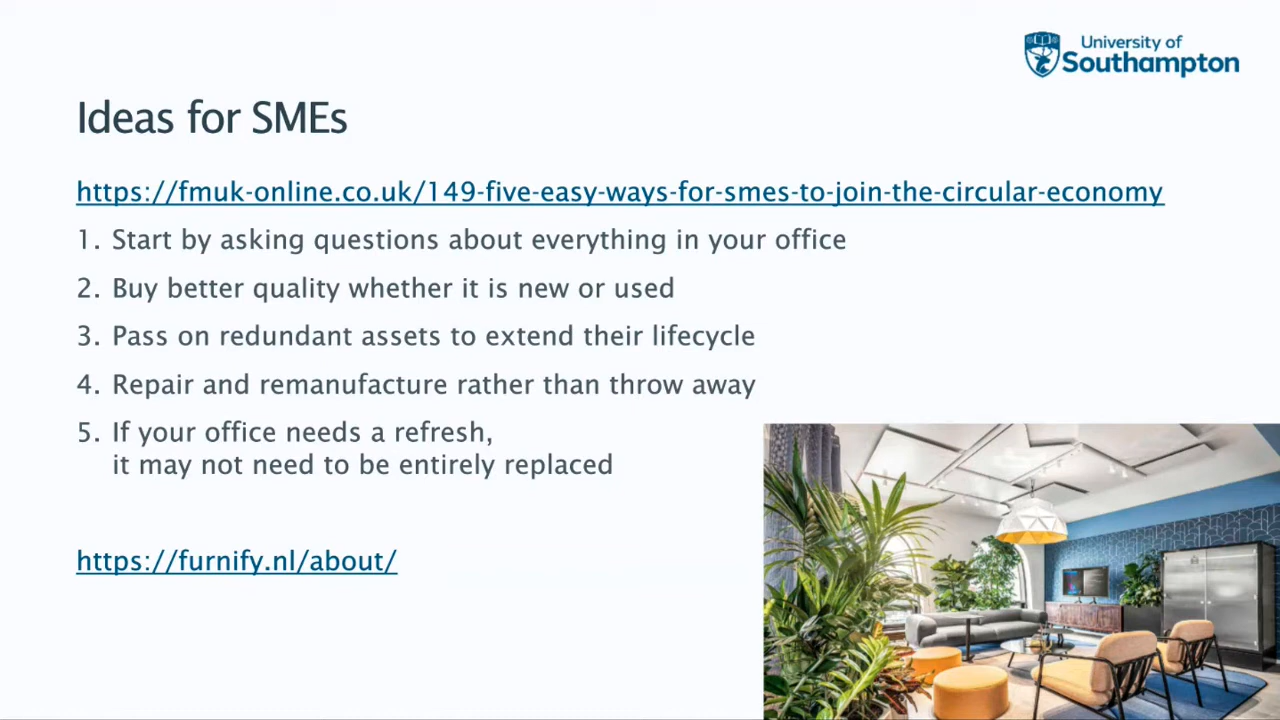 University of
Southampton
Ideas for SMEs
https://fmuk-online.co.uk/149-five-easy-ways-for-smes-to-join-the-circular-economy
1. Start by asking questions about everything in your office
2. Buy better quality whether it is new or used
3. Pass on redundant assets to extend their lifecycle
4. Repair and remanufacture rather than throw away
5. If your office needs a refresh,
it may not need to be entirely replaced
https://furnify.nl/about/